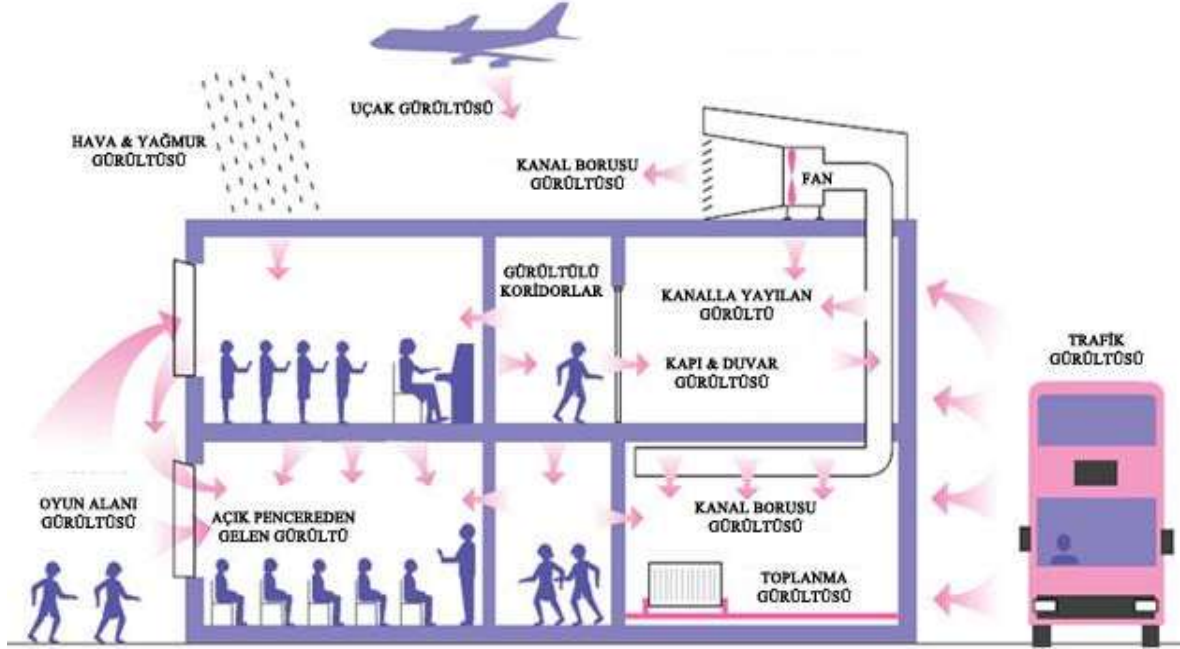 UÇAK GÜRÜLTÜSÜ
HAVA & YAĞMUR
GÜRÜLTÜSÜ
KANAL BORUSU
GÜRÜLTÜSÜ
FAN
GÜRÜLTÜLÜ
KORİDORLAR
KANALLA YAYILAN
GÜRÜLTÜ
KAPI & DUVAR
GÜRÜLTÜSÜ
TRAFİK
GÜRÜLTÜSÜ
OYUN ALANI
GÜRÜLTÜSÜ
AÇIK PENCEREDEN
GELEN GÜRÜLTÜ
KANAL BORUSU
GÜRÜLTÜSÜ
TOPLANMA
GÜRÜLTÜSÜ